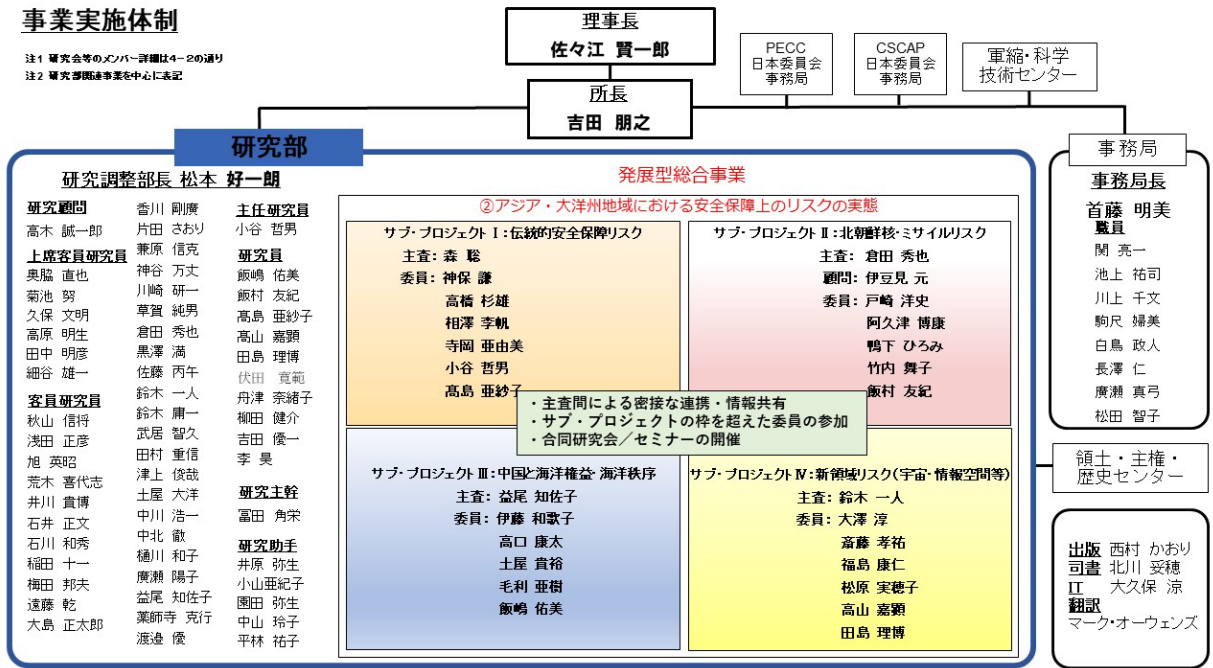 事業実施体制
注1 研究会等のメンバー詳細は4-2の通り
注2 研究部関連事業を中心に表記
理事長
佐々江 賢一郎
所長
吉田 朋之
PECC
日本委員会
事務局
CSCAP
日本委員会
事務局
軍縮・科学
技術センター
研究部
研究調整部長 松本 好一朗
研究顧問
高木 誠一郎
上席客員研究員
奥脇 直也
菊池 努
久保 文明
高原 明生
田中 明彦
細谷 雄一
客員研究員
秋山 信将
浅田 正彦
旭 英昭
荒木 喜代志
井川 貴博
石井 正文
石川 和秀
稲田 十一
梅田 邦夫
遠藤 乾
大島 正太郎
香川 剛廣
片田 さおり
兼原 信克
神谷 万丈
川崎 研一
草賀 純男
倉田 秀也
黒澤 満
佐藤 丙午
鈴木 一人
鈴木 庸一
武居 智久
田村 重信
津上 俊哉
土屋 大洋
中川 浩一
中北 徹
樋川 和子
廣瀬 陽子
益尾 知佐子
薬師寺 克行
渡邉 優
主任研究員
小谷 哲男
研究員
飯嶋 佑美
飯村 友紀
髙島 亜紗子
髙山 嘉顕
田島 理博
伏田 寛範
舟津 奈緒子
柳田 健介
吉田 優一
李 昊
研究主幹
冨田 角栄
研究助手
井原 弥生
小山亜紀子
園田 弥生
中山 玲子
平林 祐子
発展型総合事業
②アジア・大洋州地域における安全保障上のリスクの実態
サブ・プロジェクトⅠ:伝統的安全保障リスク
主査: 森 聡
委員: 神保 謙
高橋 杉雄
相澤 李帆
寺岡 亜由美
小谷 哲男
髙島 亜紗子
サブ・プロジェクトⅡ:北朝鮮核・ミサイルリスク
主査: 倉田 秀也
顧問: 伊豆見 元
委員: 戸崎 洋史
阿久津 博康
鴨下 ひろみ
竹内 舞子
飯村 友紀
・主査間による密接な連携・情報共有
・サブ・プロジェクトの枠を超えた委員の参加
・合同研究会／セミナーの開催
サブ・プロジェクトⅢ:中国と海洋権益・海洋秩序
主査: 益尾 知佐子
委員: 伊藤 和歌子
高口 康太
土屋 貴裕
毛利 亜樹
飯嶋 佑美
サブ・プロジェクトⅣ:新領域リスク(宇宙・情報空間等)
主査: 鈴木 一人
委員: 大澤 淳
斎藤 孝祐
福島 康仁
松原 実穂子
高山 嘉顕
田島 理博
事務局
事務局長
首藤 明美
職員
関 亮一
池上 祐司
川上 千文
駒尺 婦美
白鳥 政人
長澤 仁
廣瀬 真弓
松田 智子
領土・主権・
歴史センター
出版 西村 かおり
司書 北川 妥穂
IT 大久保 涼
翻訳
マーク・オーウェンズ